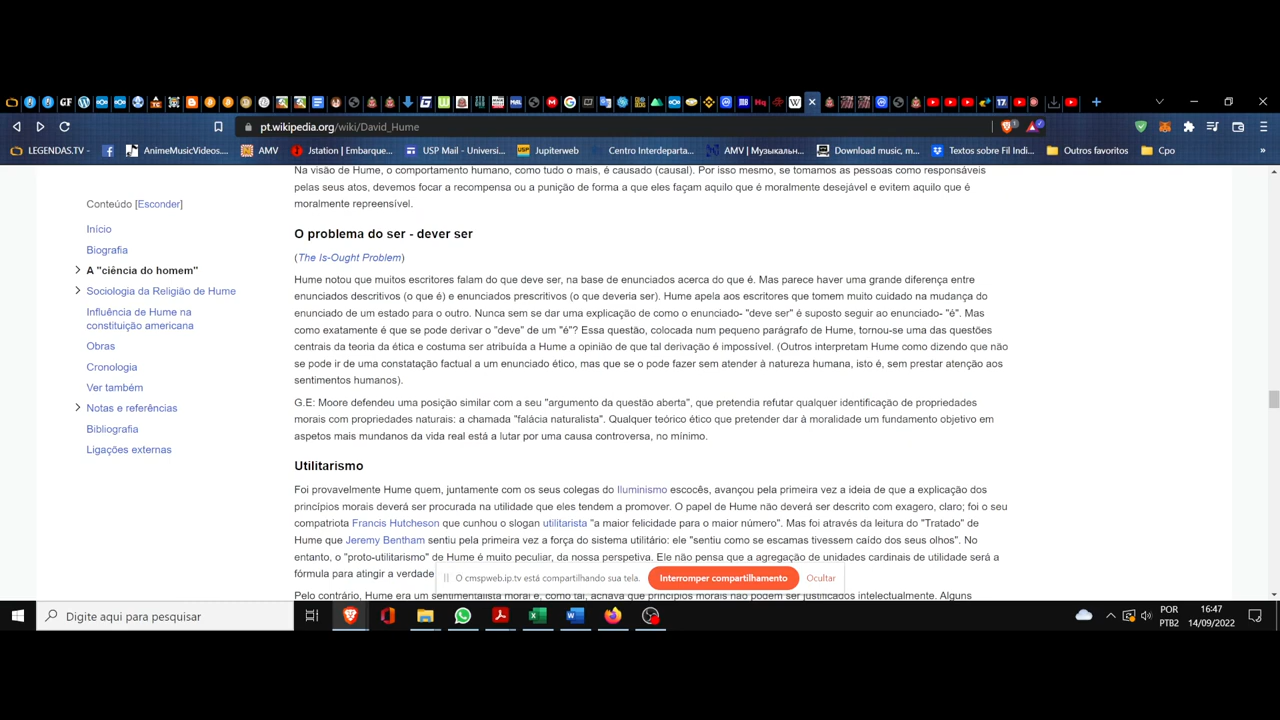 pt.wikipedia.org/wiki/David_Hume
LEGENDAS.TV - AnimeMusicVideos... AMV Jstation | Embarque... USP Mail - Universi... Jupiterweb Centro Interdeparta... AMV | Музыкальн... Download music, m... Textos sobre Fil Indi... Outros favoritos Cpo
Na visão de Hume, o comportamento humano, como tudo o mais, é causado (causal). Por isso mesmo, se tomamos as pessoas como responsáveis
pelas seus atos, devemos focar a recompensa ou a punição de forma a que eles façam aquilo que é moralmente desejável e evitem aquilo que é
moralmente repreensível.
Conteúdo [Esconder]
Início
Biografia
A "ciência do homem"
Sociologia da Religião de Hume
Influência de Hume na
constituição americana
Obras
Cronologia
Ver também
Notas e referências
Bibliografia
Ligações externas
O problema do ser - dever ser
(The Is-Ought Problem)
Hume notou que muitos escritores falam do que deve ser, na base de enunciados acerca do que é. Mas parece haver uma grande diferença entre
enunciados descritivos (o que é) e enunciados prescritivos (o que deveria ser). Hume apela aos escritores que tomem muito cuidado na mudança do
enunciado de um estado para o outro. Nunca sem se dar uma explicação de como o enunciado- "deve ser" é suposto seguir ao enunciado- "é". Mas
como exatamente é que se pode derivar o "deve" de um "é"? Essa questão, colocada num pequeno parágrafo de Hume, tornou-se uma das questões
centrais da teoria da ética e costuma ser atribuída a Hume a opinião de que tal derivação é impossível. (Outros interpretam Hume como dizendo que não
se pode ir de uma constatação factual a um enunciado ético, mas que se o pode fazer sem atender à natureza humana, isto é, sem prestar atenção aos
sentimentos humanos).
G.E: Moore defendeu uma posição similar com a seu "argumento da questão aberta", que pretendia refutar qualquer identificação de propriedades
morais com propriedades naturais: a chamada "falácia naturalista". Qualquer teórico ético que pretender dar à moralidade um fundamento objetivo em
aspetos mais mundanos da vida real está a lutar por uma causa controversa, no mínimo.
Utilitarismo
Foi provavelmente Hume quem, juntamente com os seus colegas do Iluminismo escocês, avançou pela primeira vez a ideia de que a explicação dos
princípios morais deverá ser procurada na utilidade que eles tendem a promover. O papel de Hume não deverá ser descrito com exagero, claro; foi o seu
compatriota Francis Hutcheson que cunhou o slogan utilitarista "a maior felicidade para o maior número". Mas foi através da leitura do "Tratado" de
Hume que Jeremy Bentham sentiu pela primeira vez a força do sistema utilitário: ele "sentiu como se escamas tivessem caído dos seus olhos". No
entanto, o "proto-utilitarismo" de Hume é muito peculiar, da nossa perspetiva. Ele não pensa que a agregação de unidades cardinais de utilidade será a
fórmula para atingir a verdade
O cmspweb.ip.tv está compartilhando sua tela. Interromper compartilhamento Ocultar
Pelo contrário, Hume era um sentimentalista moral e, como tal, achava que princípios morais não podem ser justificados intelectualmente. Alguns
Digite aqui para pesquisar
POR
PTB2
16:47
14/09/2022